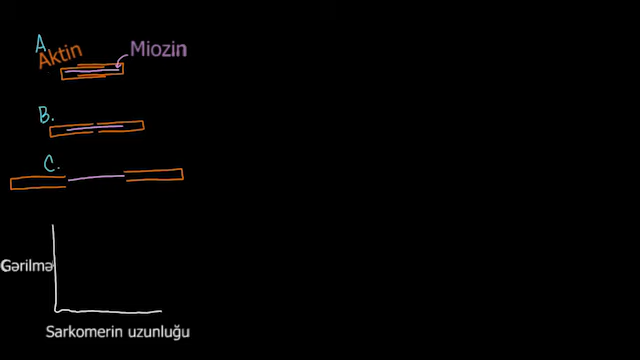 A.
Aktin
Miozin
B.
C.
Gərilmə
Sarkomerin uzunluğu